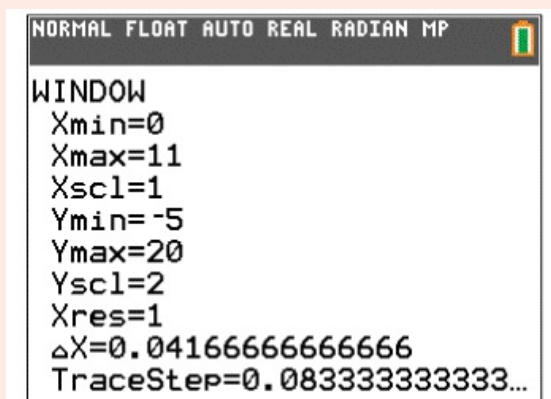 NORMAL FLOAT AUTO REAL RADIAN MP
WINDOW
Xmin=0
Xmax=11
Xscl=1
Ymin=-5
Ymax=20
Yscl=2
Xres=1
△X=0.04166666666666
TraceStep=0.083333333333…